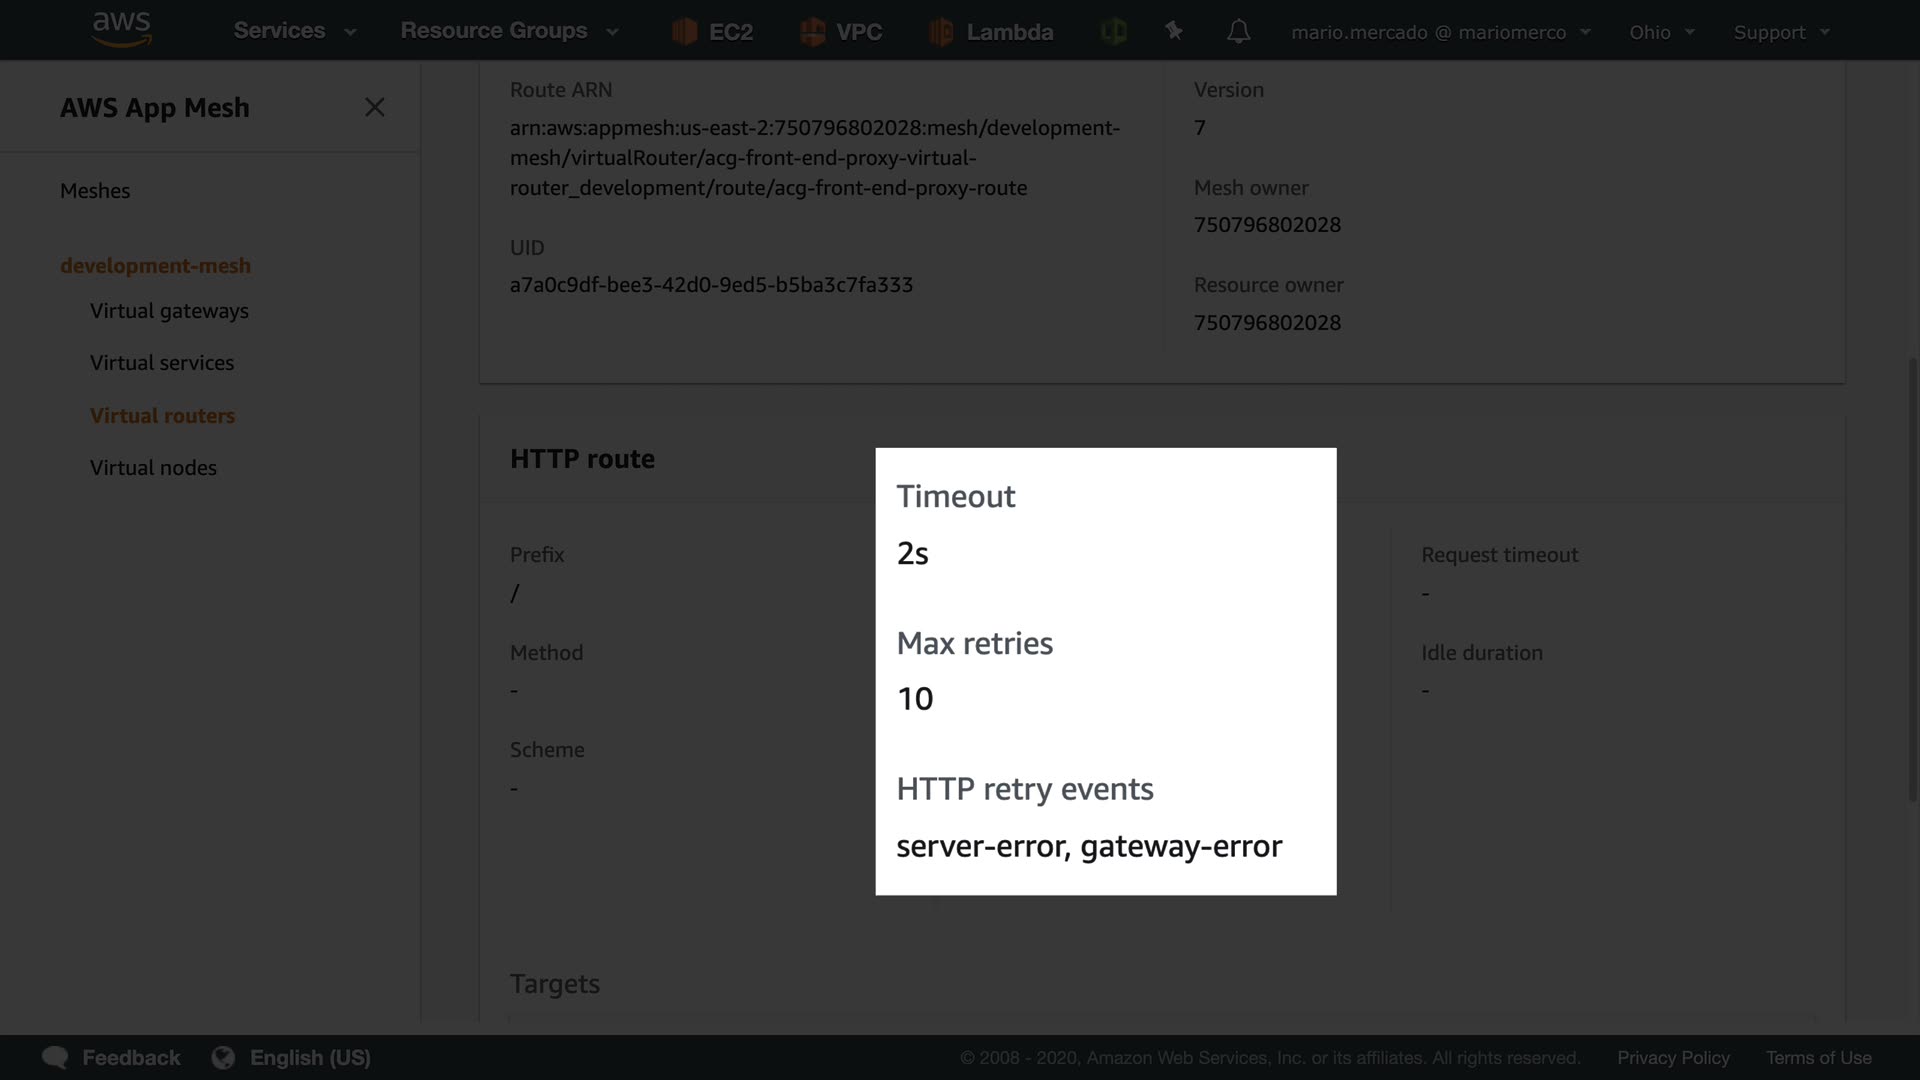 aws
Services
Resource Groups
EC2
VPC
Lambda
mario.mercado @ mariomerco
Ohio
Support
AWS App Mesh
Meshes
development-mesh
Virtual gateways
Virtual services
Virtual routers
Virtual nodes
Route ARN
arn:aws:appmesh:us-east-2:750796802028:mesh/development-
mesh/virtualRouter/acg-front-end-proxy-virtual-
router_development/route/acg-front-end-proxy-route
UID
a7a0c9df-bee3-42d0-9ed5-b5ba3c7fa333
Version
7
Mesh owner
750796802028
Resource owner
750796802028
HTTP route
Prefix
/
Method
-
Scheme
-
Timeout
2s
Max retries
10
HTTP retry events
server-error, gateway-error
Request timeout
-
Idle duration
-
Targets
Feedback
English (US)
© 2008 - 2020, Amazon Web Services, Inc. or its affiliates. All rights reserved.
Privacy Policy
Terms of Use